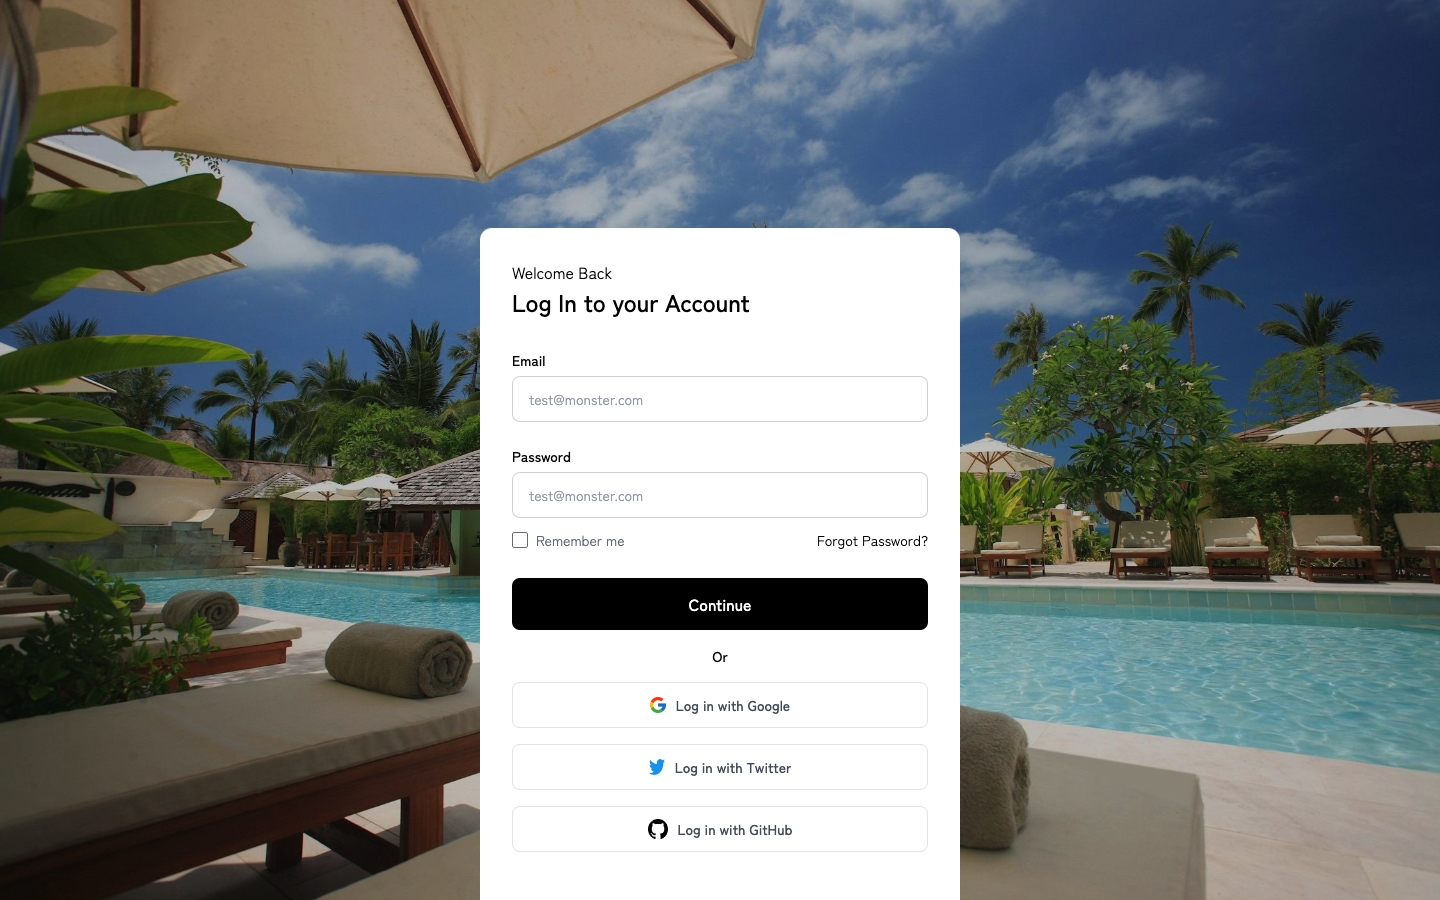 Welcome Back
Log In to your Account
Email
test@monster.com
Password
test@monster.com
Remember me
Forgot Password?
Continue
Or
Log in with Google
Log in with Twitter
Log in with GitHub